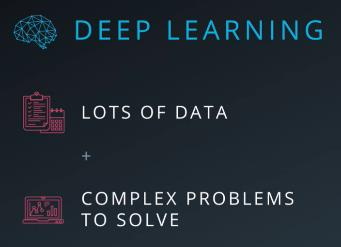 DEEP LEARNING
LOTS OF DATA
+
COMPLEX PROBLEMS
TO SOLVE